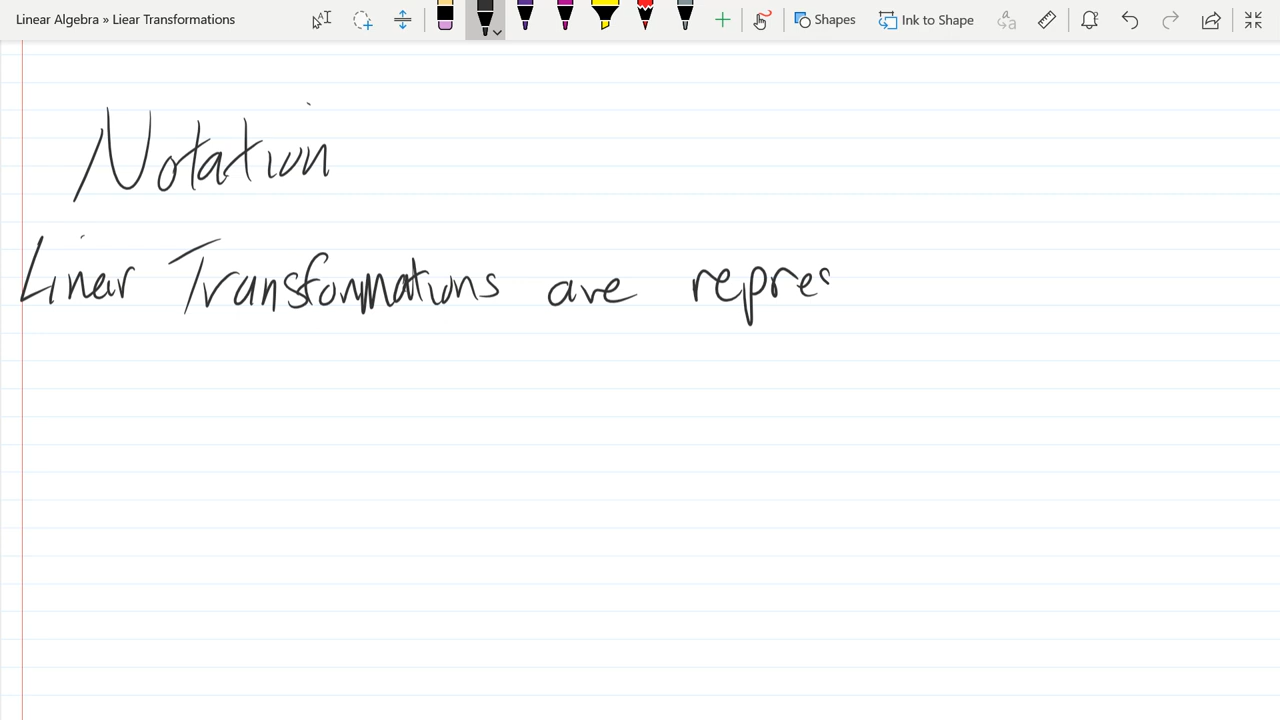 Linear Algebra » Liear Transformations Shapes Ink to Shape
Notation
Linear Transformations are repres